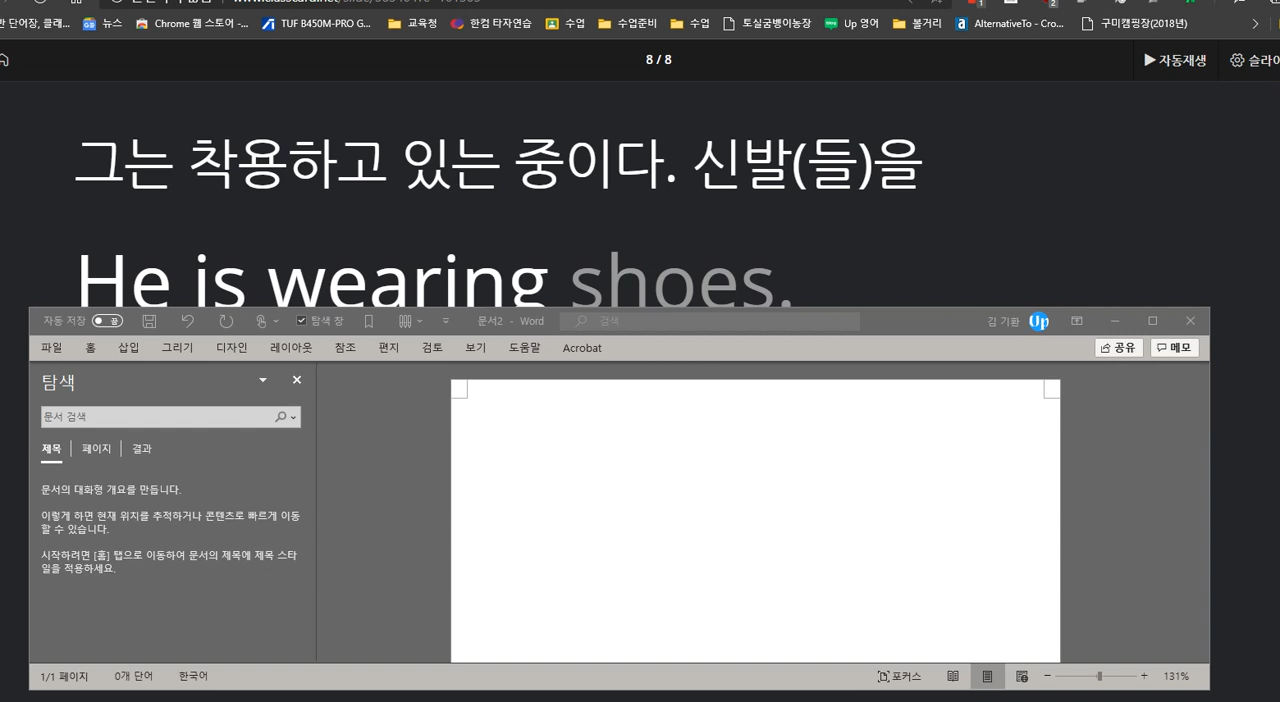 단어장, 클래... 뉴스 Chrome 웹 스토어 -... TUF B450M-PRO G... 교육청 한컴 타자연습 수업 수업준비 수업 토실굼벵이농장 Up 영어 볼거리 AlternativeTo - Cro... 구미캠핑장(2018년)
8 / 8
자동재생
그는 착용하고 있는 중이다. 신발(들)을
He is wearing shoes.
자동 저장 끔 탐색 창 문서2 - Word 검색 김 기환 Up
파일 홈 삽입 그리기 디자인 레이아웃 참조 편지 검토 보기 도움말 Acrobat 공유 메모
탐색
문서 검색
제목 페이지 결과
문서의 대화형 개요를 만듭니다.
이렇게 하면 현재 위치를 추적하거나 콘텐츠로 빠르게 이동
할 수 있습니다.
시작하려면 [홈] 탭으로 이동하여 문서의 제목에 제목 스타
일을 적용하세요.
1/1 페이지 0개 단어 한국어 포커스 131%